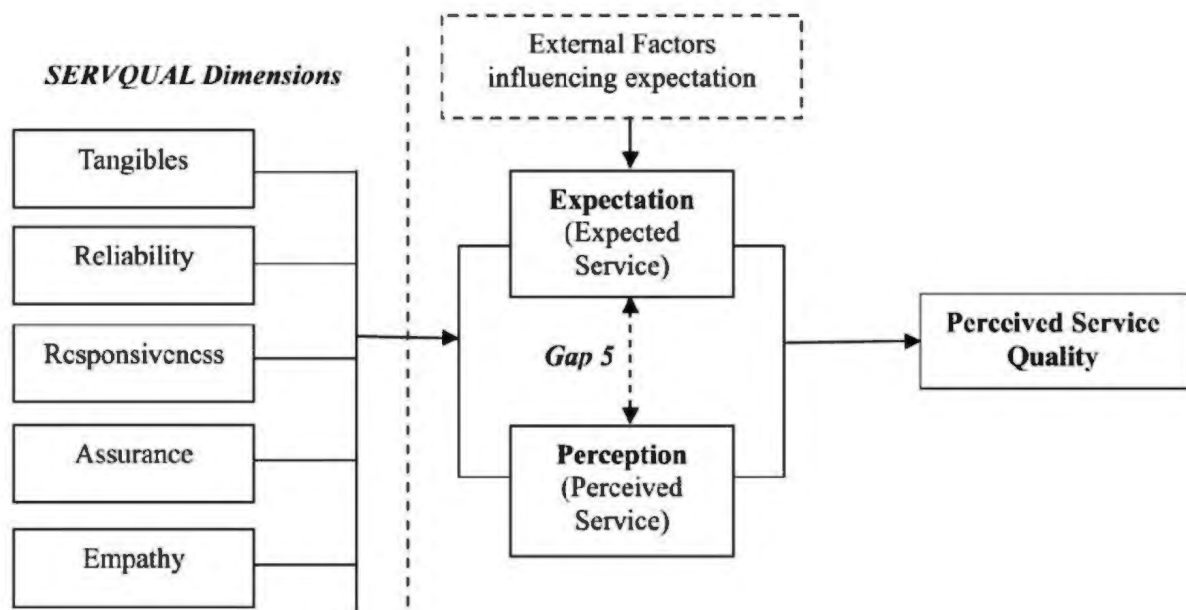 SERVQUAL Dimensions
Tangibles
Reliability
Responsiveness
Assurance
Empathy
External Factors
influencing expectation
Expectation
(Expected
Service)
Gap 5
Perception
(Perceived
Service)
Perceived Service
Quality